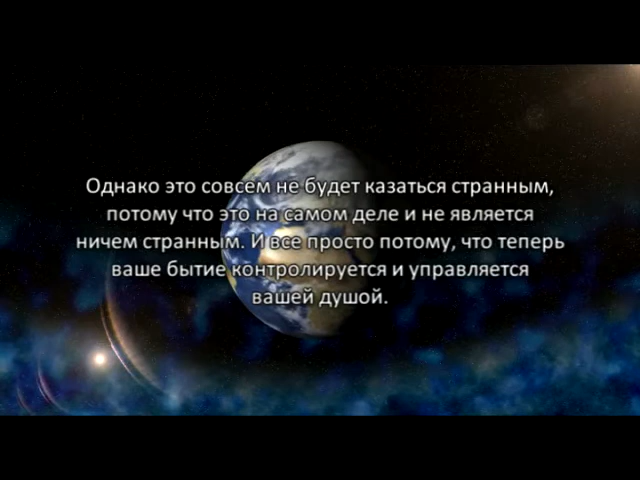 Однако это совсем не будет казаться странным,
потому что это на самом деле и не является
ничем странным. И все просто потому, что теперь
ваше бытие контролируется и управляется
вашей душой.